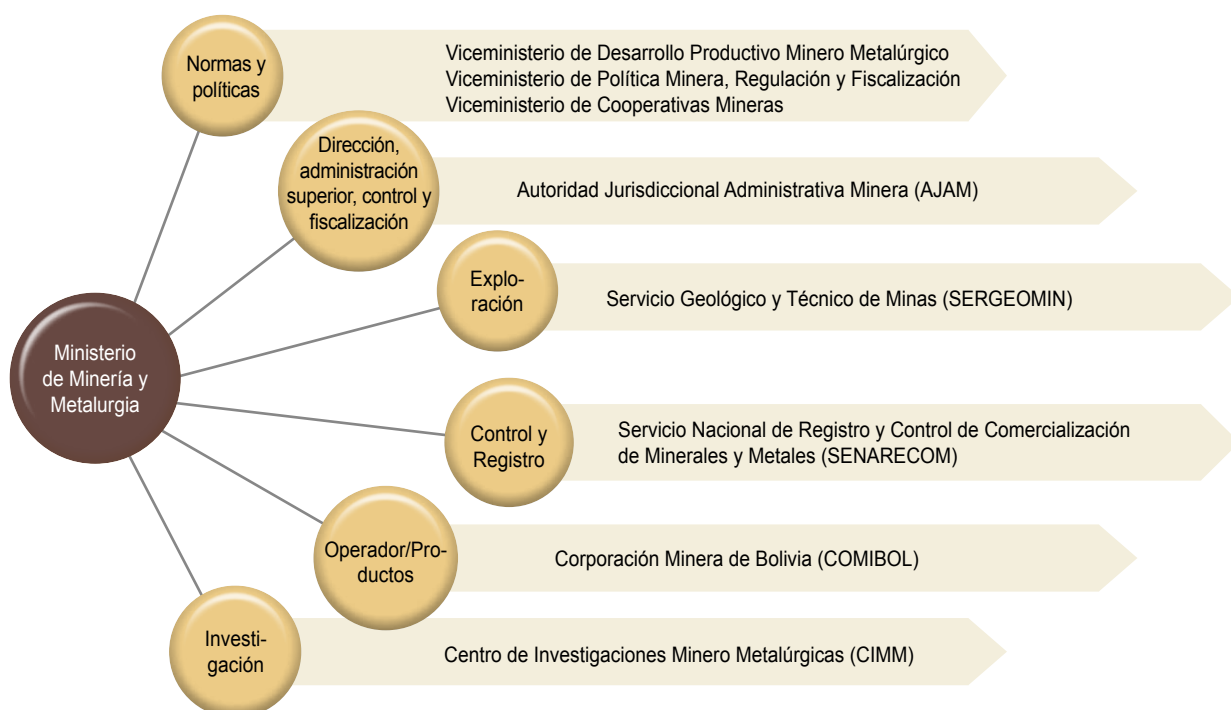 Normas y
políticas
Viceministerio de Desarrollo Productivo Minero Metalúrgico
Viceministerio de Política Minera, Regulación y Fiscalización
Viceministerio de Cooperativas Mineras
Dirección,
administración
superior, control y
fiscalización
Autoridad Jurisdiccional Administrativa Minera (AJAM)
Explo-
ración
Servicio Geológico y Técnico de Minas (SERGEOMIN)
Ministerio
de Minería y
Metalurgia
Control y
Registro
Servicio Nacional de Registro y Control de Comercialización
de Minerales y Metales (SENARECOM)
Operador/Pro-
ductos
Corporación Minera de Bolivia (COMIBOL)
Investi-
gación
Centro de Investigaciones Minero Metalúrgicas (CIMM)